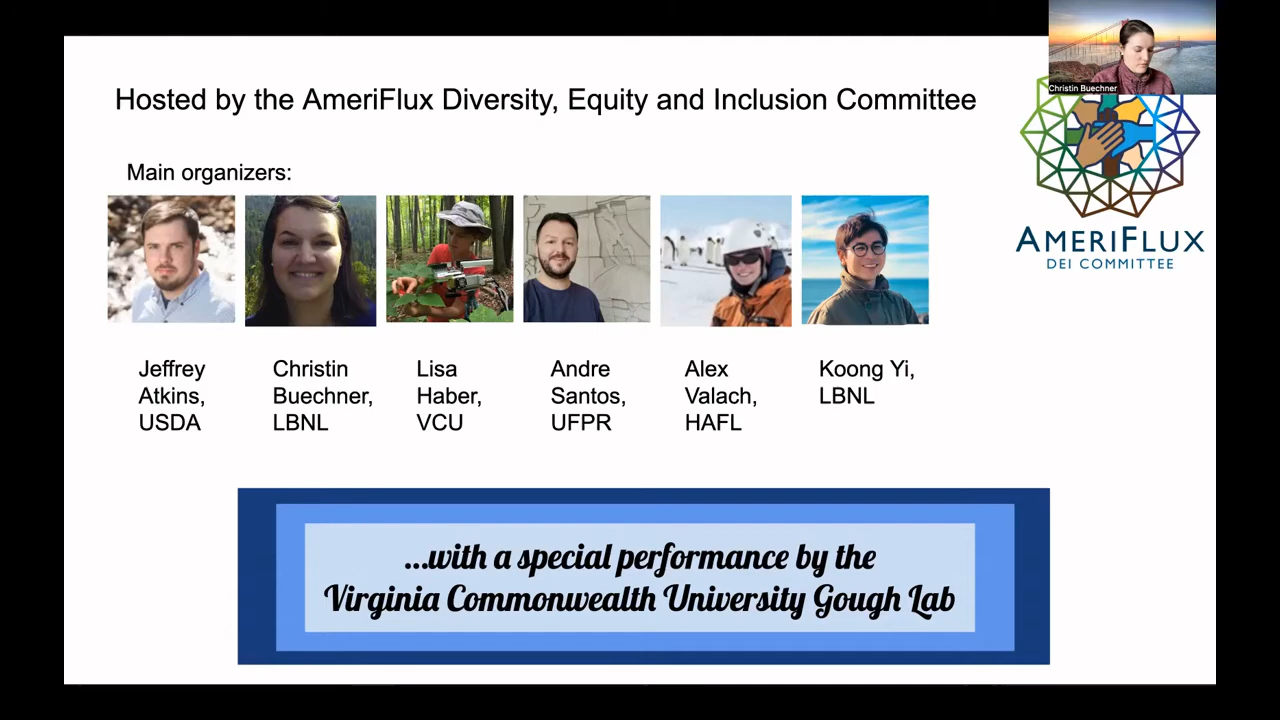 Christin Buechner
Hosted by the AmeriFlux Diversity, Equity and Inclusion Committee
AMERIFLUX
DEI COMMITTEE
Main organizers:
Jeffrey
Atkins,
USDA
Christin
Buechner,
LBNL
Lisa
Haber,
VCU
Andre
Santos,
UFPR
Alex
Valach,
HAFL
Koong Yi,
LBNL
...with a special performance by the
Virginia Commonwealth University Gough Lab